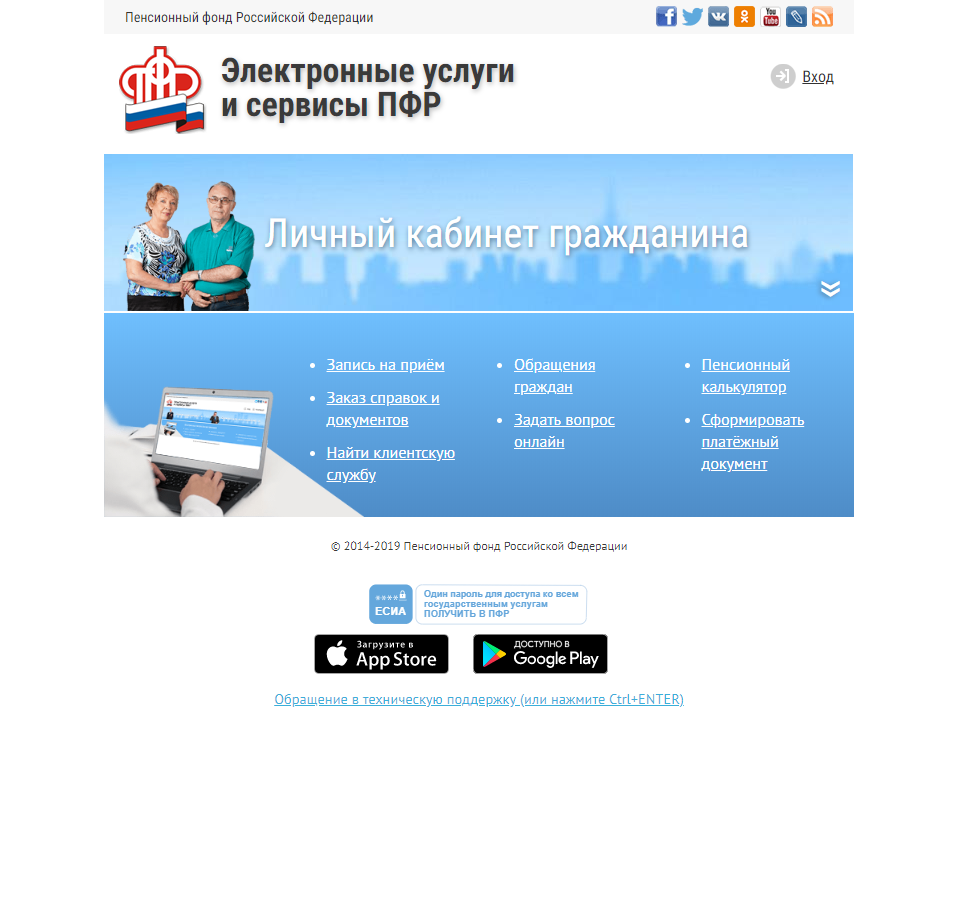 Пенсионный фонд Российской Федерации
You
Tube
ПФР
Электронные услуги
и сервисы ПФР
Вход
Личный кабинет гражданина
Запись на приём
Заказ справок и
документов
Найти клиентскую
службу
Обращения
граждан
Задать вопрос
онлайн
Пенсионный
калькулятор
Сформировать
платёжный
документ
© 2014-2019 Пенсионный фонд Российской Федерации
****
ЕСИА
Один пароль для доступа ко всем
государственным услугам
ПОЛУЧИТЬ В ПФР
Загрузите в
App Store
ДОСТУПНО В
Google Play
Обращение в техническую поддержку (или нажмите Ctrl+ENTER)